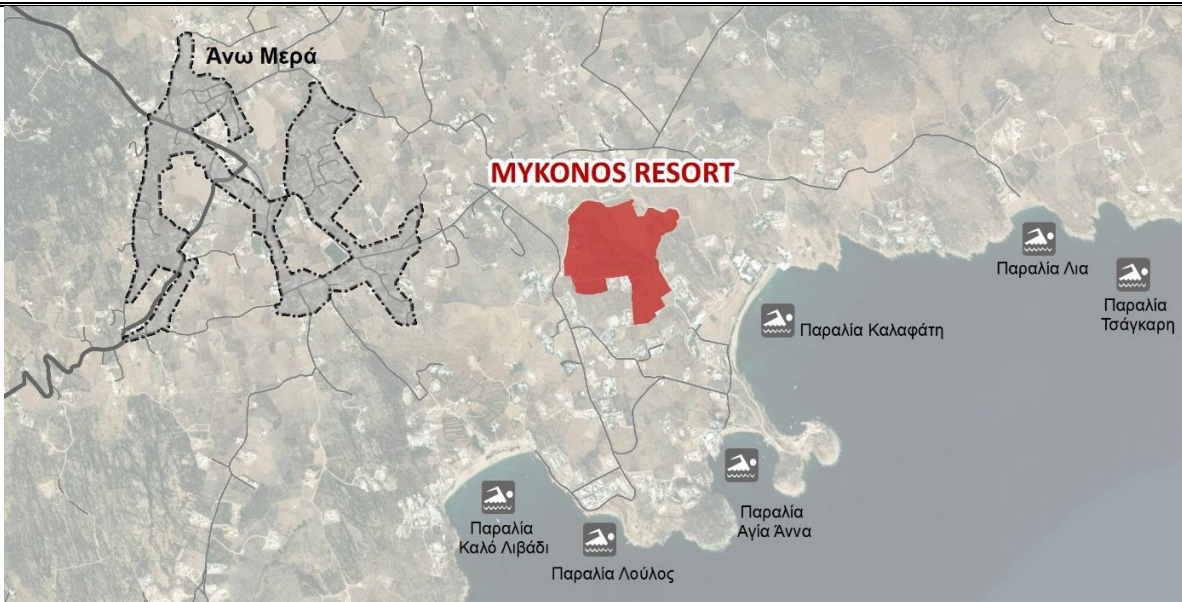 Άνω Μερά
MYKONOS RESORT
Παραλία Λια
Παραλία
Τσάγκαρη
Παραλία Καλαφάτη
Παραλία
Αγία Άννα
Παραλία
Καλό Λιβάδι
Παραλία Λούλος